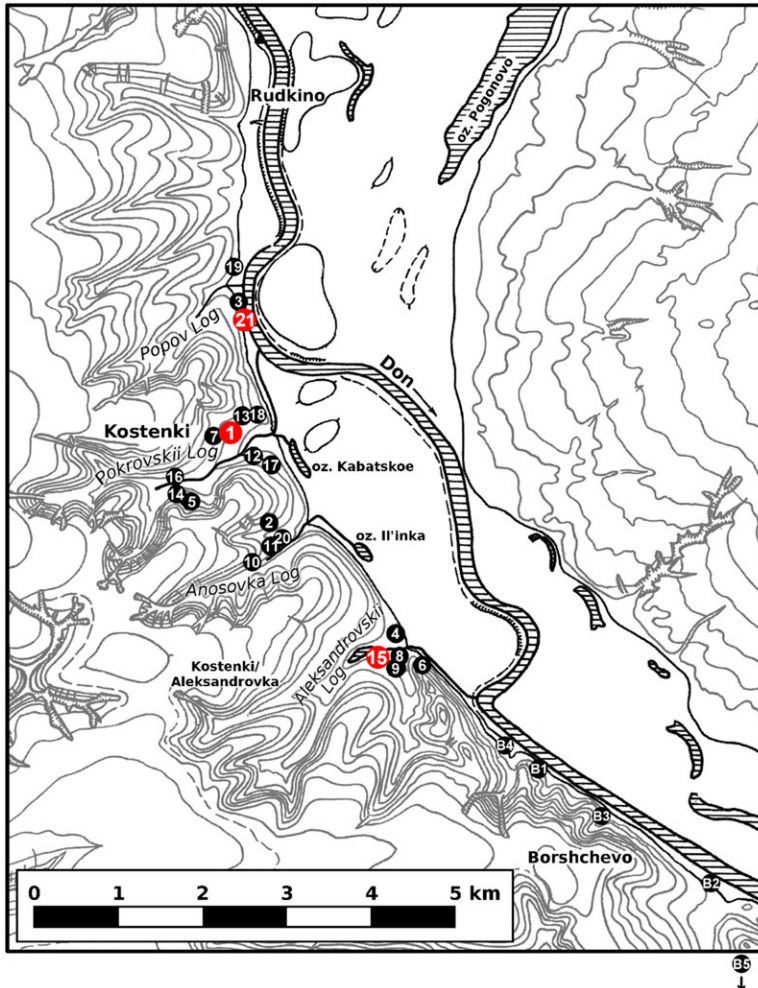 Rudkino
oz. Pogonovo
19
3
21
Popov Log
Don
13
18
Kostenki
7
1
Pokrovskii Log
12
17
oz. Kabatskoe
16
14
5
2
20
11
oz. Il'inka
10
Anosovka Log
4
Aleksandrovskii
Log
15
8
9
6
Kostenki/
Aleksandrovka
B4
B1
B3
Borshchevo
B2
0 1 2 3 4 5 km
B5